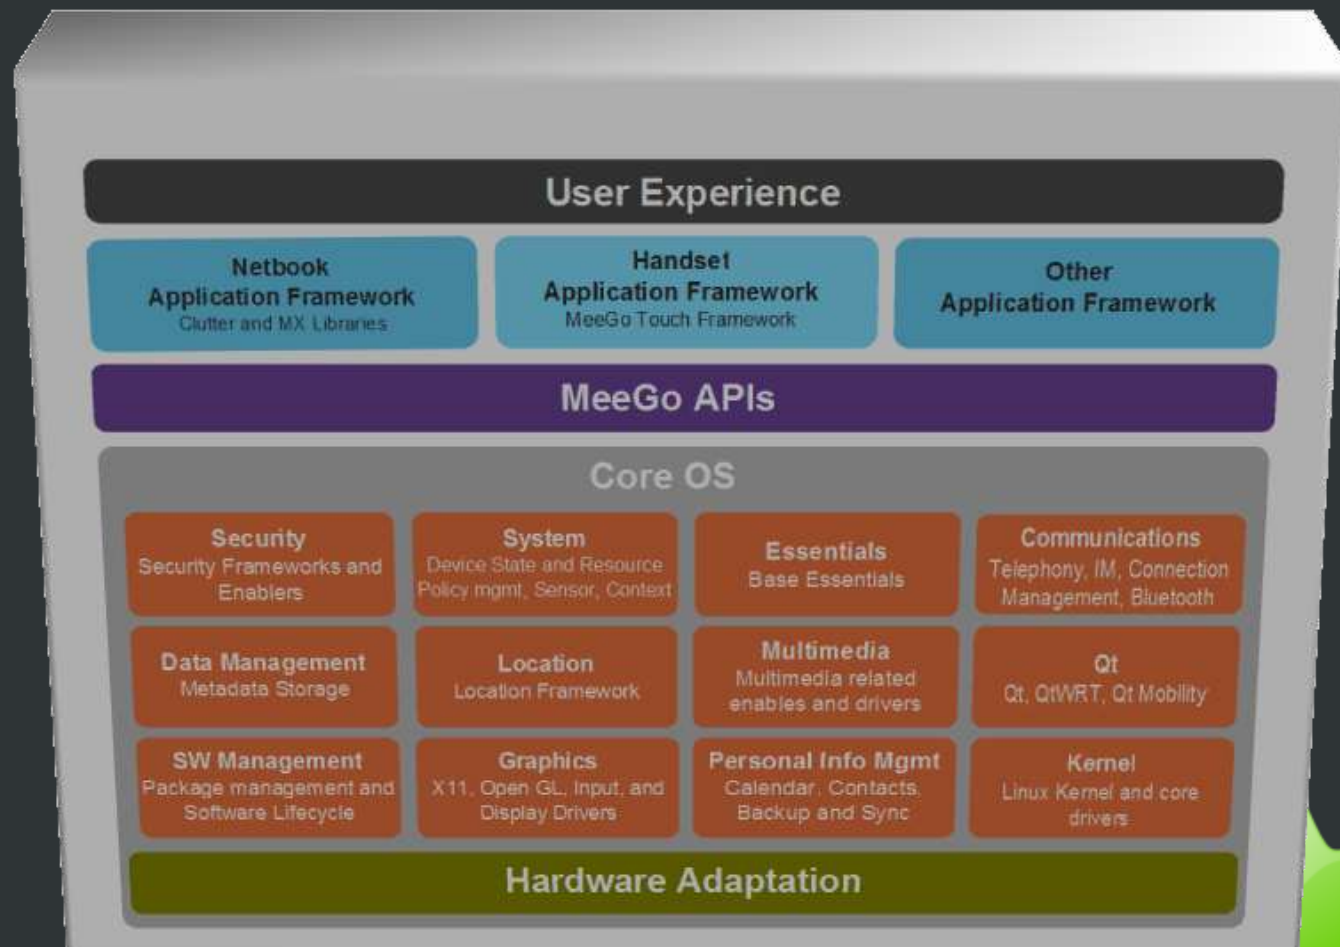 User Experience
Netbook
Application Framework
Clutter and MX Libraries
Handset
Application Framework
MeeGo Touch Framework
Other
Application Framework
MeeGo APIs
Core OS
Security
Security Frameworks and
Enablers
System
Device State and Resource
Policy mgmt, Sensor, Context
Essentials
Base Essentials
Communications
Telephony, IM, Connection
Management, Bluetooth
Data Management
Metadata Storage
Location
Location Framework
Multimedia
Multimedia related
enables and drivers
Qt
Qt, QtWRT, Qt Mobility
SW Management
Package management and
Software Lifecycle
Graphics
X11, Open GL, Input, and
Display Drivers
Personal Info Mgmt
Calendar, Contacts,
Backup and Sync
Kernel
Linux Kernel and core
drivers
Hardware Adaptation